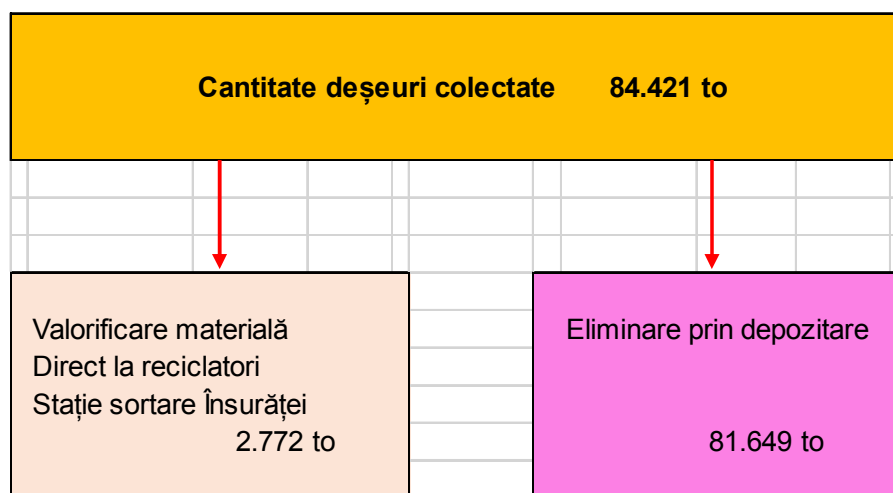 Cantitate deșeuri colectate 84.421 to
Valorificare materială
Direct la reciclatori
Stație sortare Însurăței
2.772 to
Eliminare prin depozitare
81.649 to